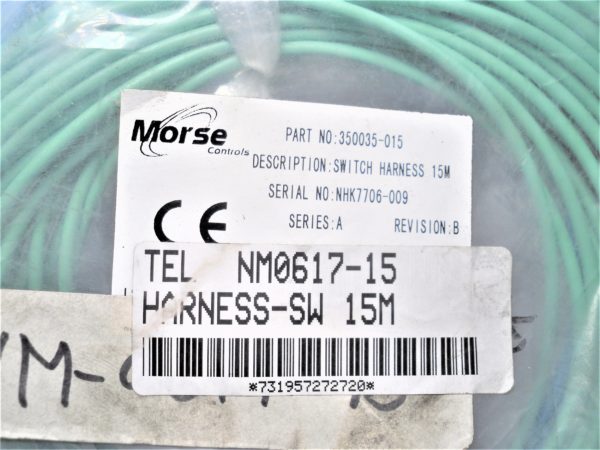 Morse
Controls
PART NO:350035-015
DESCRIPTION:SWITCH HARNESS 15M
SERIAL NO:NHK7706-009
SERIES:A REVISION:B
CE
TEL NM0617-15
HARNESS-SW 15M
*731957272720*